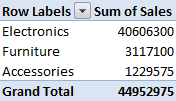 Row Labels Sum of Sales
Electronics 40606300
Furniture 3117100
Accessories 1229575
Grand Total 44952975